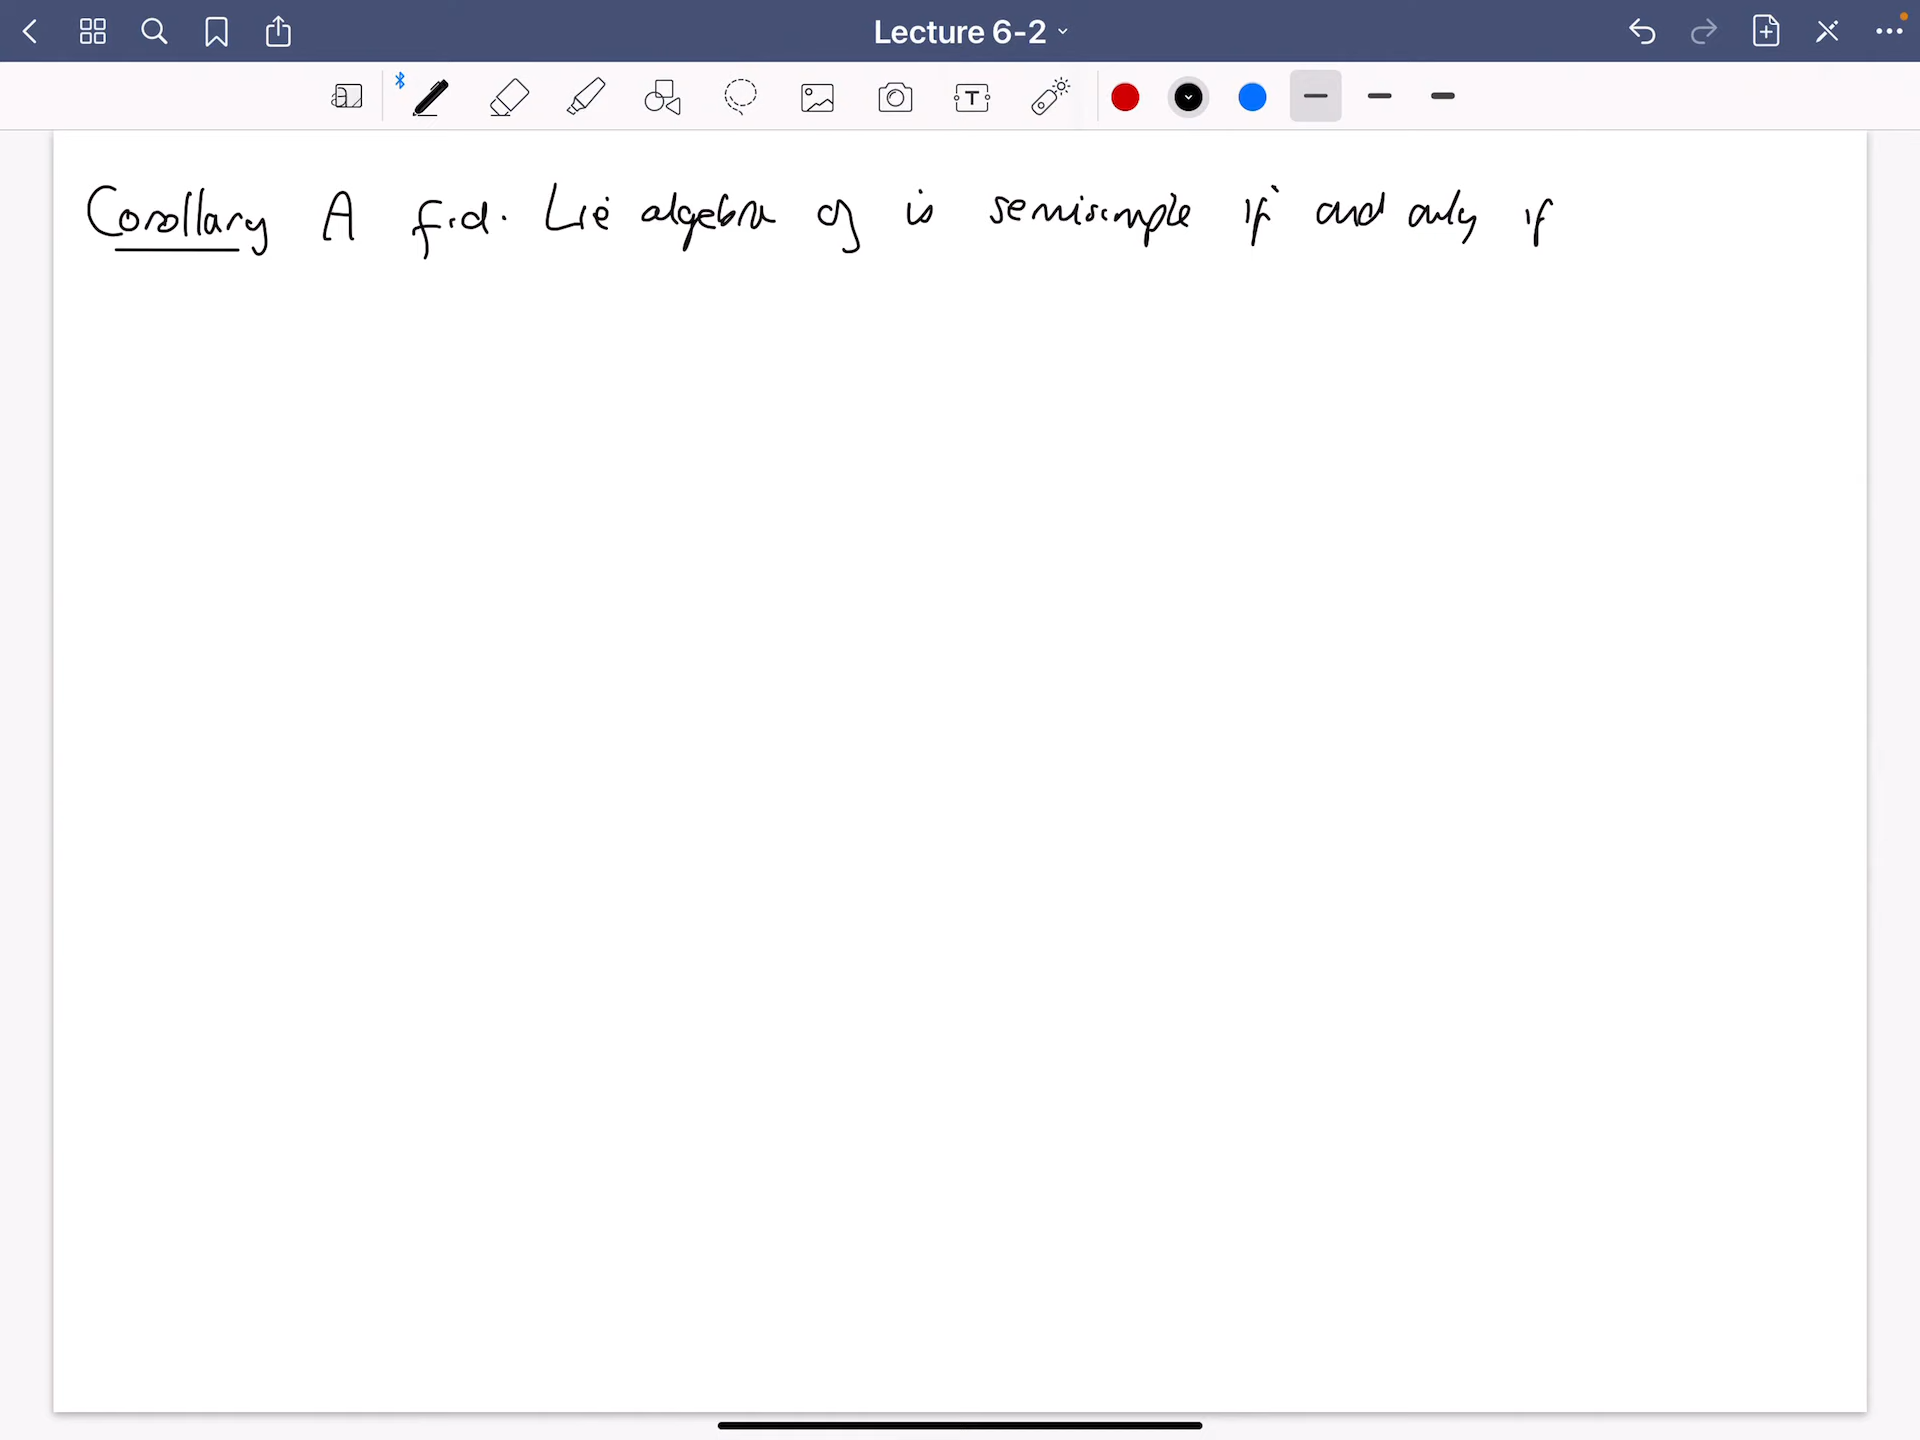 Lecture 6-2
Corollary A f.d. Lie algebra g is semisimple if and only if